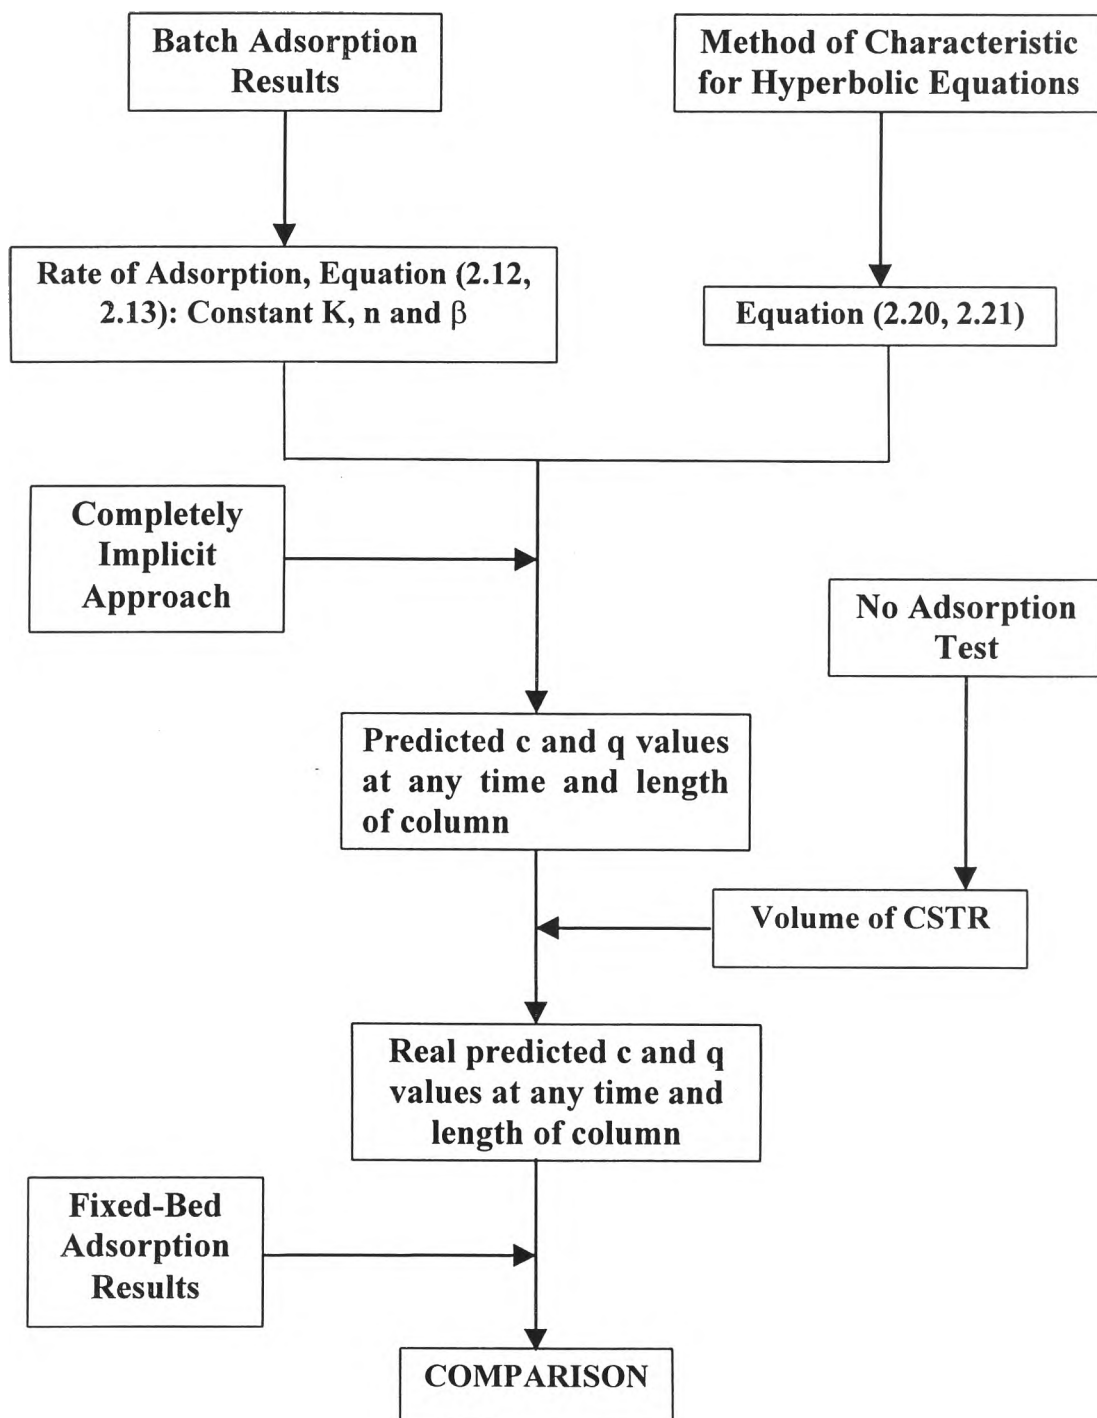 Batch Adsorption
Results
Method of Characteristic
for Hyperbolic Equations
Rate of Adsorption, Equation (2.12,
2.13): Constant K, n and β
Equation (2.20, 2.21)
Completely
Implicit
Approach
No Adsorption
Test
Predicted c and q values
at any time and length
of column
Volume of CSTR
Real predicted c and q
values at any time and
length of column
Fixed-Bed
Adsorption
Results
COMPARISON